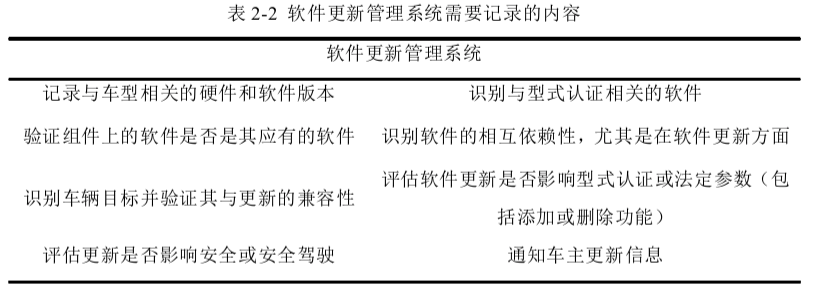 表 2-2 软件更新管理系统需要记录的内容
软件更新管理系统
记录与车型相关的硬件和软件版本 识别与型式认证相关的软件
验证组件上的软件是否是其应有的软件 识别软件的相互依赖性，尤其是在软件更新方面
识别车辆目标并验证其与更新的兼容性 评估软件更新是否影响型式认证或法定参数（包
括添加或删除功能）
评估更新是否影响安全或安全驾驶 通知车主更新信息